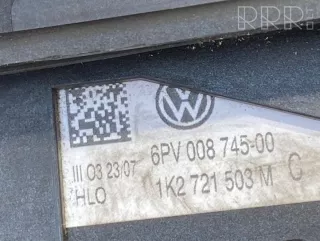 RRR
6PV 008 745-00
III 03 23/07
HLO
1K2 721 503 M C